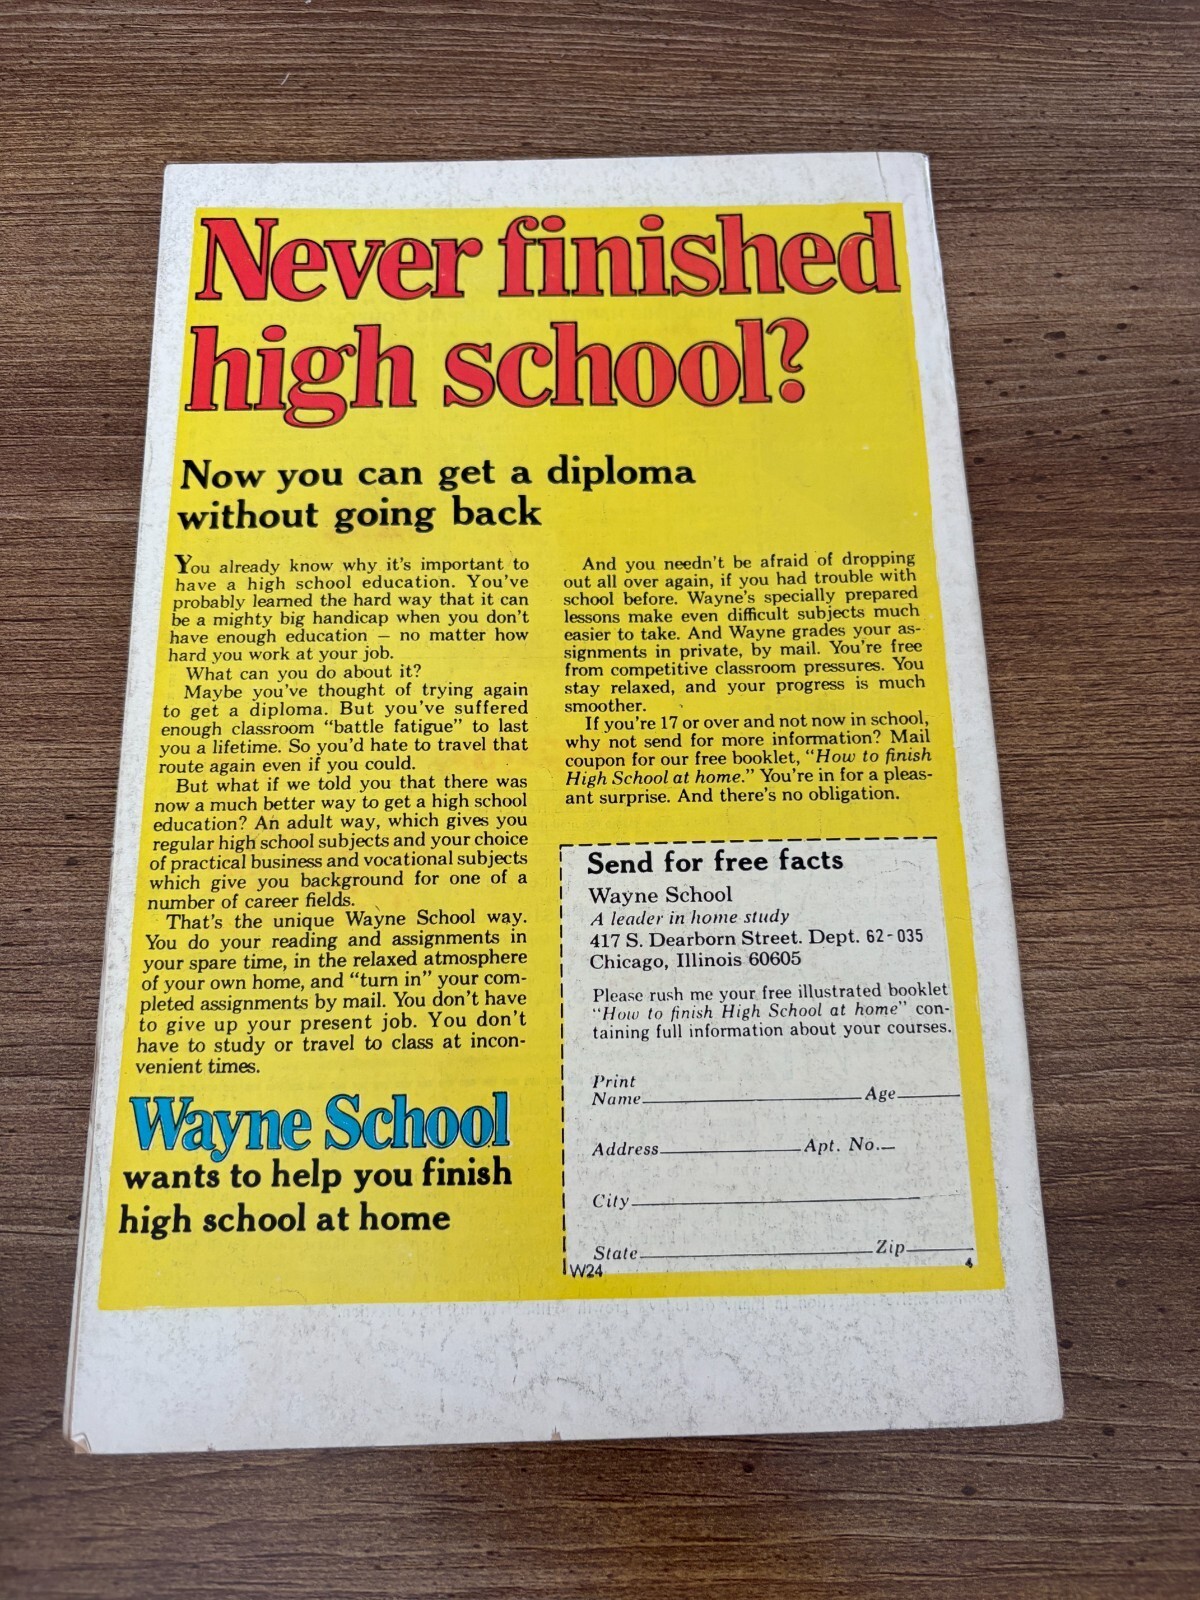 Never finished
high school?
Now you can get a diploma
without going back
You already know why it's important to
have a high school education. You've
probably learned the hard way that it can
be a mighty big handicap when you don't
have enough education — no matter how
hard you work at your job.
What can you do about it?
Maybe you've thought of trying again
to get a diploma. But you've suffered
enough classroom "battle fatigue" to last
you a lifetime. So you'd hate to travel that
route again even if you could.
But what if we told you that there was
now a much better way to get a high school
education? An adult way, which gives you
regular high school subjects and your choice
of practical business and vocational subjects
which give you background for one of a
number of career fields.
That's the unique Wayne School way.
You do your reading and assignments in
your spare time, in the relaxed atmosphere
of your own home, and "turn in" your com-
pleted assignments by mail. You don't have
to give up your present job. You don't
have to study or travel to class at incon-
venient times.
Wayne School
wants to help you finish
high school at home
And you needn't be afraid of dropping
out all over again, if you had trouble with
school before. Wayne's specially prepared
lessons make even difficult subjects much
easier to take. And Wayne grades your as-
signments in private, by mail. You're free
from competitive classroom pressures. You
stay relaxed, and your progress is much
smoother.
If you're 17 or over and not now in school,
why not send for more information? Mail
coupon for our free booklet, "How to finish
High School at home." You're in for a pleas-
ant surprise. And there's no obligation.
Send for free facts
Wayne School
A leader in home study
417 S. Dearborn Street. Dept. 62-035
Chicago, Illinois 60605
Please rush me your free illustrated booklet
"How to finish High School at home" con-
taining full information about your courses.
Print
Name Age
Address Apt. No.
City
State Zip
W24 4